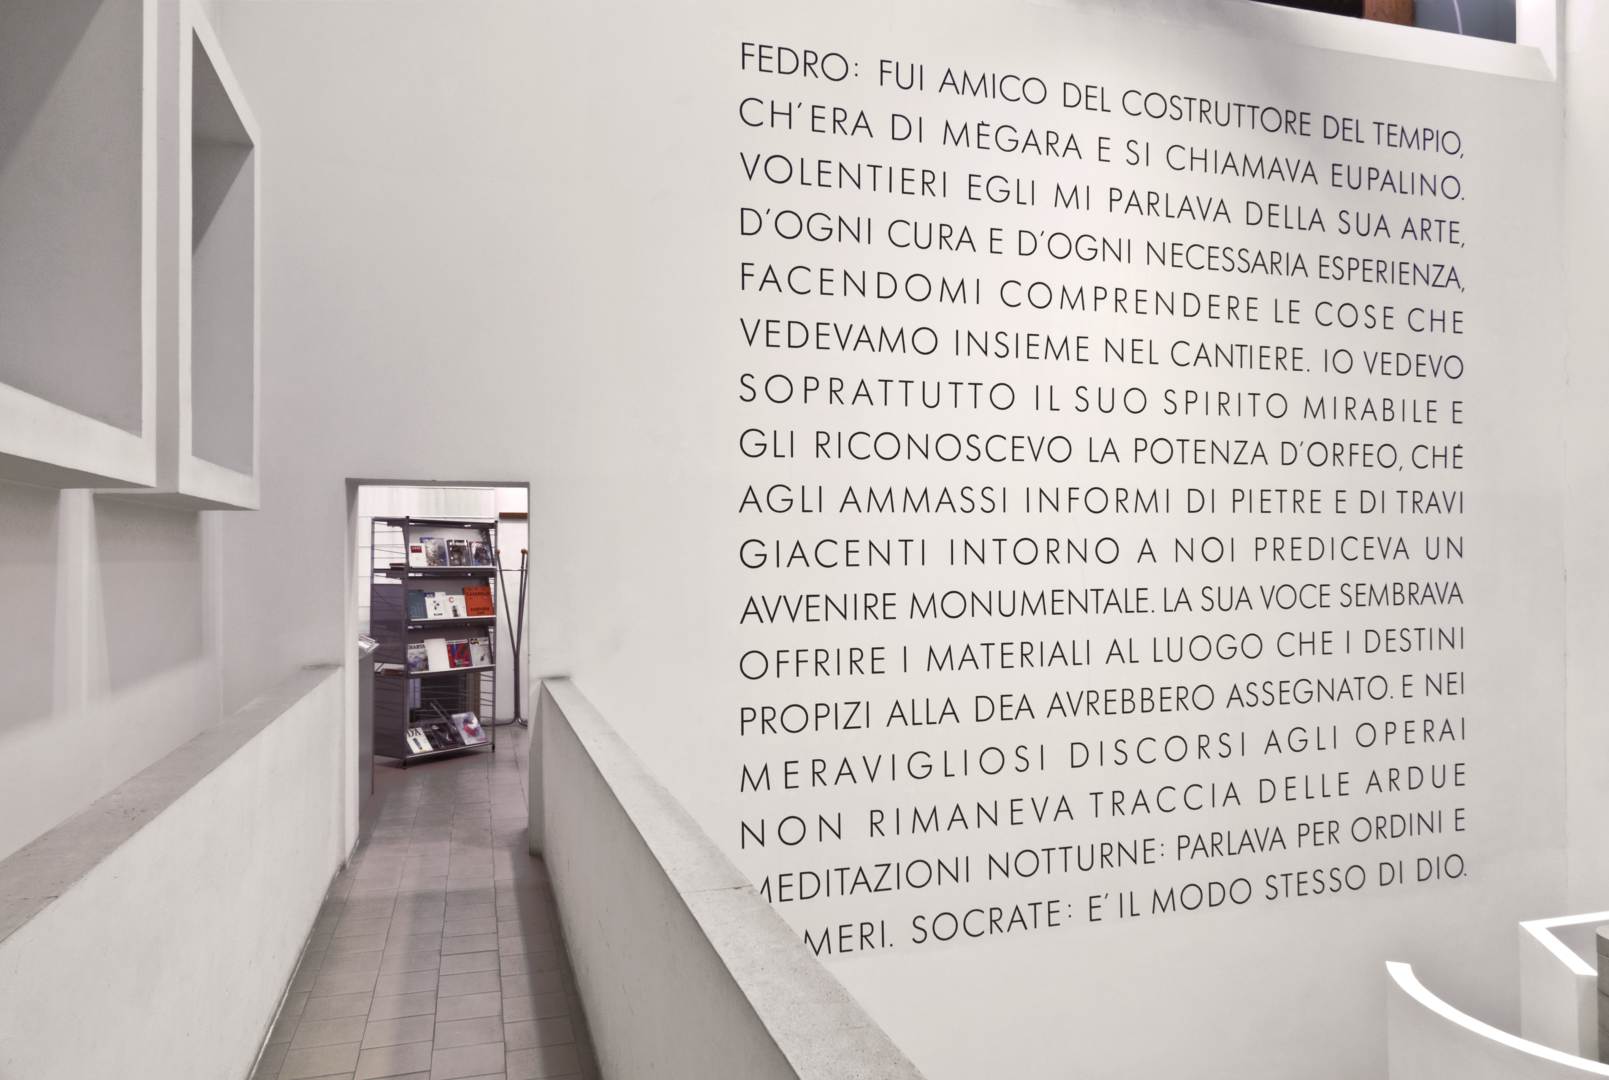 FEDRO: FUI AMICO DEL COSTRUTTORE DEL TEMPIO,
CH'ERA DI MÈGARA E SI CHIAMAVA EUPALINO.
VOLENTIERI EGLI MI PARLAVA DELLA SUA ARTE,
D'OGNI CURA E D'OGNI NECESSARIA ESPERIENZA,
FACENDOMI COMPRENDERE LE COSE CHE
VEDEVAMO INSIEME NEL CANTIERE. IO VEDEVO
SOPRATTUTTO IL SUO SPIRITO MIRABILE E
GLI RICONOSCEVO LA POTENZA D'ORFEO, CHÈ
AGLI AMMASSI INFORMI DI PIETRE E DI TRAVI
GIACENTI INTORNO A NOI PREDICEVA UN
AVVENIRE MONUMENTALE. LA SUA VOCE SEMBRAVA
OFFRIRE I MATERIALI AL LUOGO CHE I DESTINI
PROPIZI ALLA DEA AVREBBERO ASSEGNATO. E NEI
MERAVIGLIOSI DISCORSI AGLI OPERAI
NON RIMANEVA TRACCIA DELLE ARDUE
MEDITAZIONI NOTTURNE: PARLAVA PER ORDINI E
MERI. SOCRATE: E' IL MODO STESSO DI DIO.